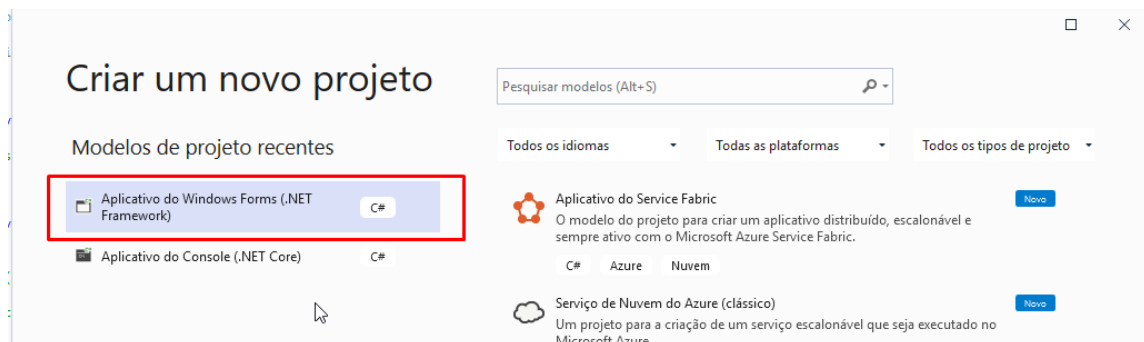 Criar um novo projeto
Pesquisar modelos (Alt+S)
Modelos de projeto recentes
Todos os idiomas
Todas as plataformas
Todos os tipos de projeto
Aplicativo do Windows Forms (.NET
Framework)
C#
Aplicativo do Console (.NET Core)
C#
Aplicativo do Service Fabric
Novo
O modelo do projeto para criar um aplicativo distribuído, escalonável e
sempre ativo com o Microsoft Azure Service Fabric.
C# Azure Nuvem
Serviço de Nuvem do Azure (clássico)
Novo
Um projeto para a criação de um serviço escalonável que seja executado no
Microsoft Azure